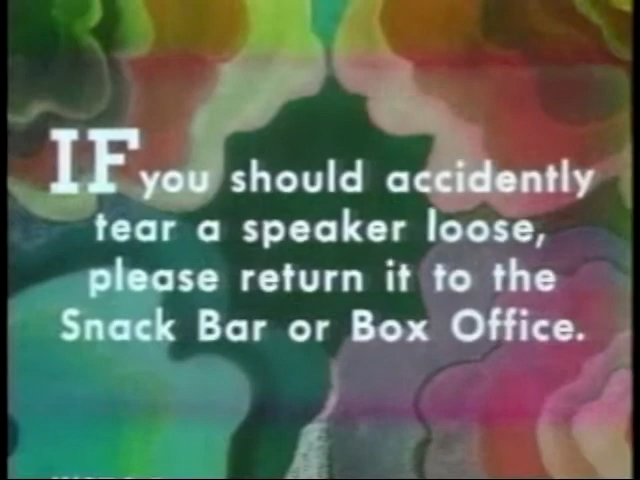 IF you should accidently
tear a speaker loose,
please return it to the
Snack Bar or Box Office.